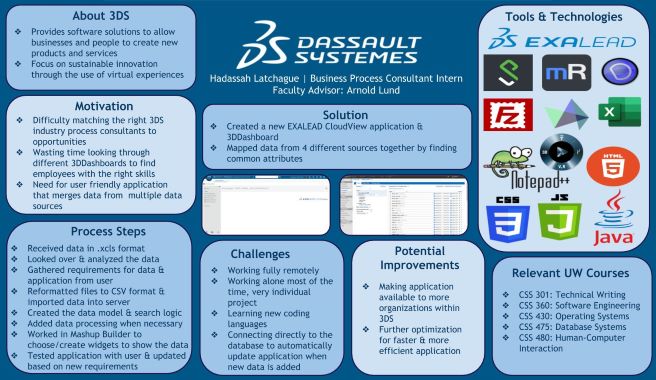 About 3DS
❖ Provides software solutions to allow
businesses and people to create new
products and services
❖ Focus on sustainable innovation
through the use of virtual experiences
Motivation
❖ Difficulty matching the right 3DS
industry process consultants to
opportunities
❖ Wasting time looking through
different 3DDashboards to find
employees with the right skills
❖ Need for user friendly application
that merges data from multiple data
sources
Process Steps
❖ Received data in .xcls format
❖ Looked over & analyzed the data
❖ Gathered requirements for data &
application from user
❖ Reformatted files to CSV format &
imported data into server
❖ Created the data model & search logic
❖ Added data processing when necessary
❖ Worked in Mashup Builder to
choose/create widgets to show the data
❖ Tested application with user & updated
based on new requirements
DASSAULT
SYSTEMES
Hadassah Latchague | Business Process Consultant Intern
Faculty Advisor: Arnold Lund
Solution
❖ Created a new EXALEAD CloudView application &
3DDashboard
❖ Mapped data from 4 different sources together by finding
common attributes
Challenges
❖ Working fully remotely
❖ Working alone most of the
time, very individual
project
❖ Learning new coding
languages
❖ Connecting directly to the
database to automatically
update application when
new data is added
Potential
Improvements
❖ Making application
available to more
organizations within
3DS
❖ Further optimization
for faster & more
efficient application
Tools & Technologies
EXALEAD
mR
Fz
X
Notepad++
HTML
5
CSS
3
JS
Java
Relevant UW Courses
❖ CSS 301: Technical Writing
❖ CSS 360: Software Engineering
❖ CSS 430: Operating Systems
❖ CSS 475: Database Systems
❖ CSS 480: Human-Computer
Interaction